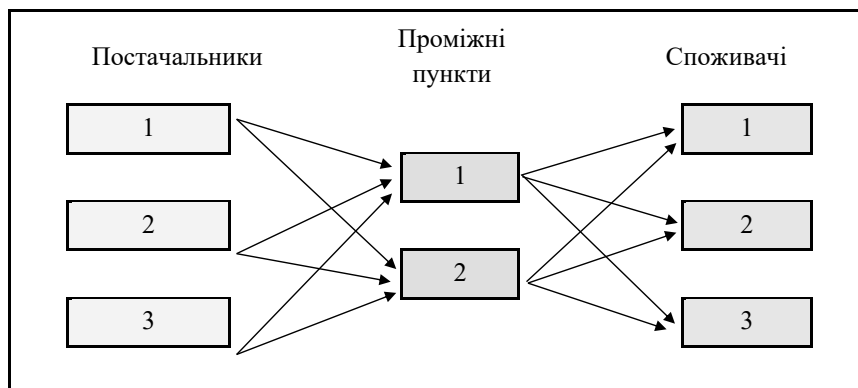 Постачальники
Проміжні
пункти
Споживачі
1
2
3
1
2
1
2
3